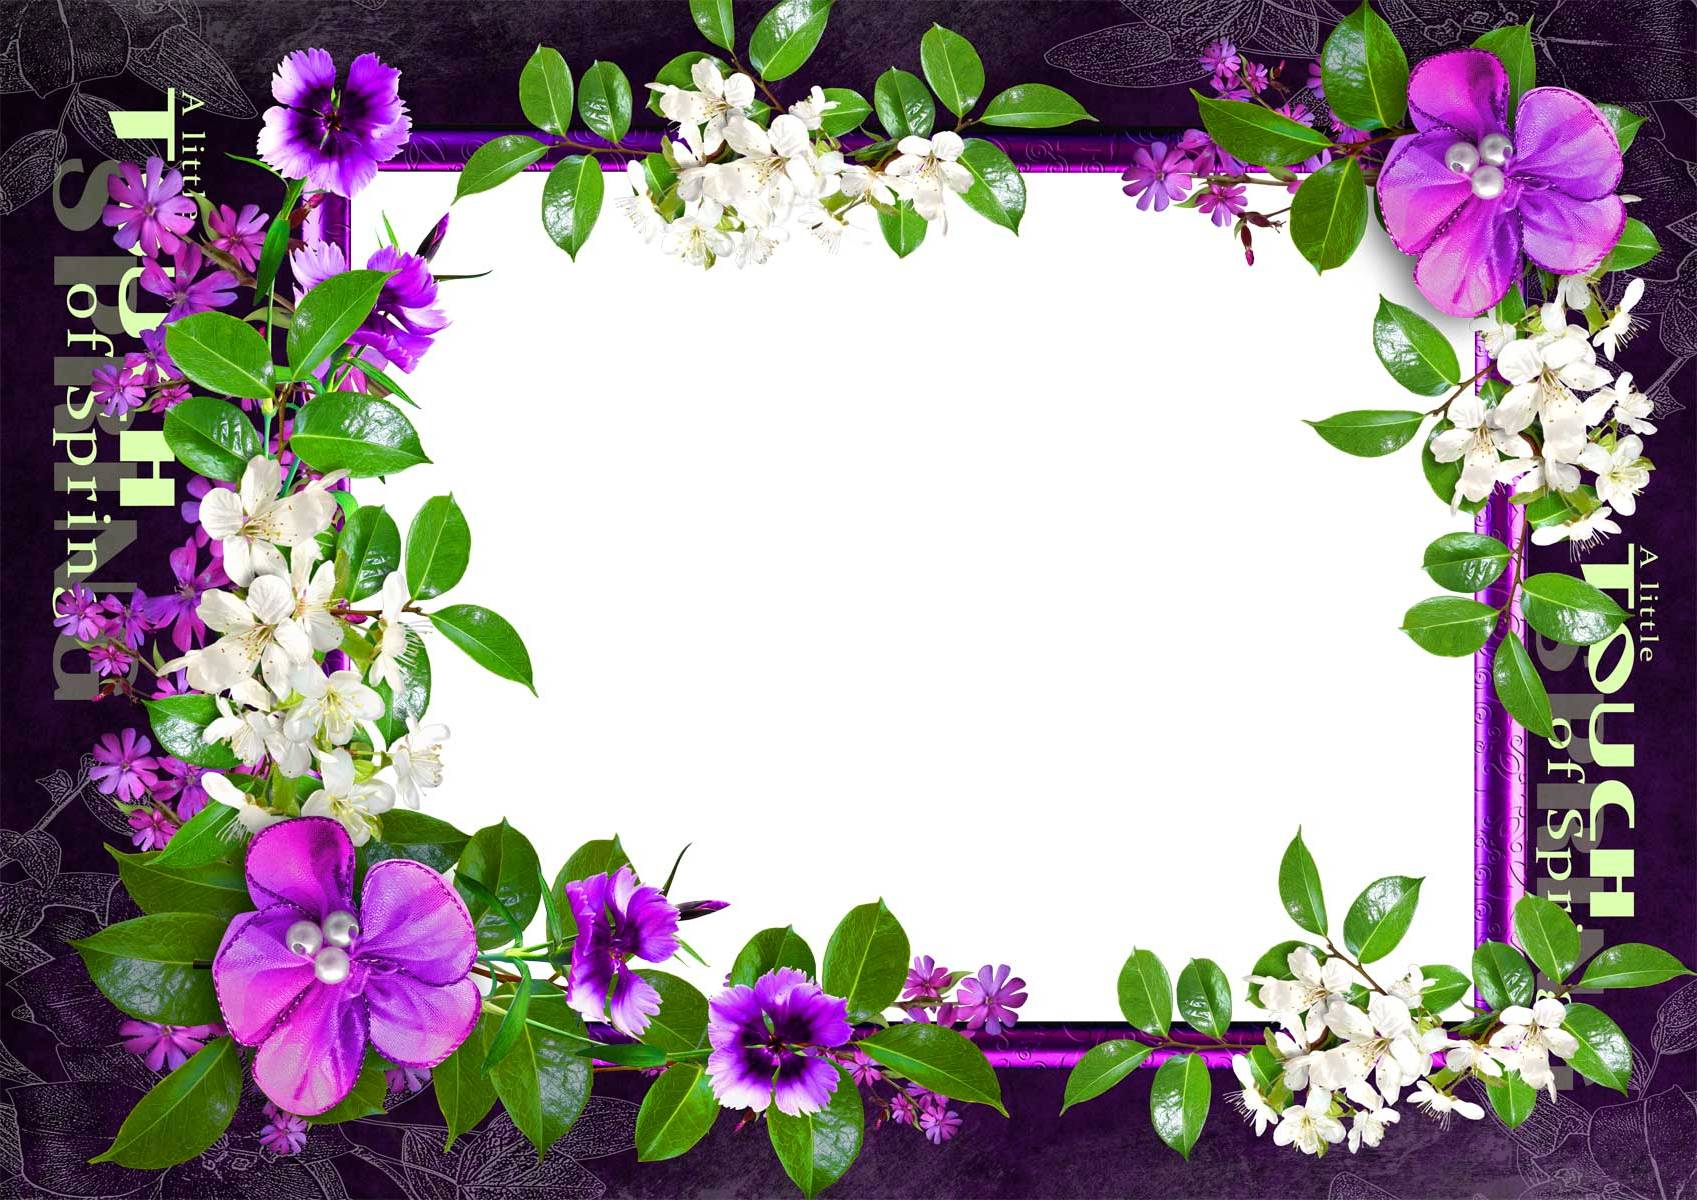 A little
TOUCH
SPRING
of Spring
A little
TOUCH
SPRING
of Spring